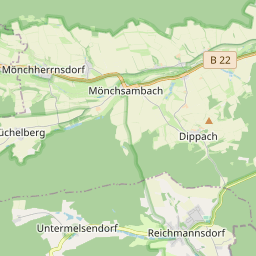 B 22
Mönchherrnsdorf
Mönchsambach
üchelberg
Dippach
Untermelsendorf
Reichmannsdorf